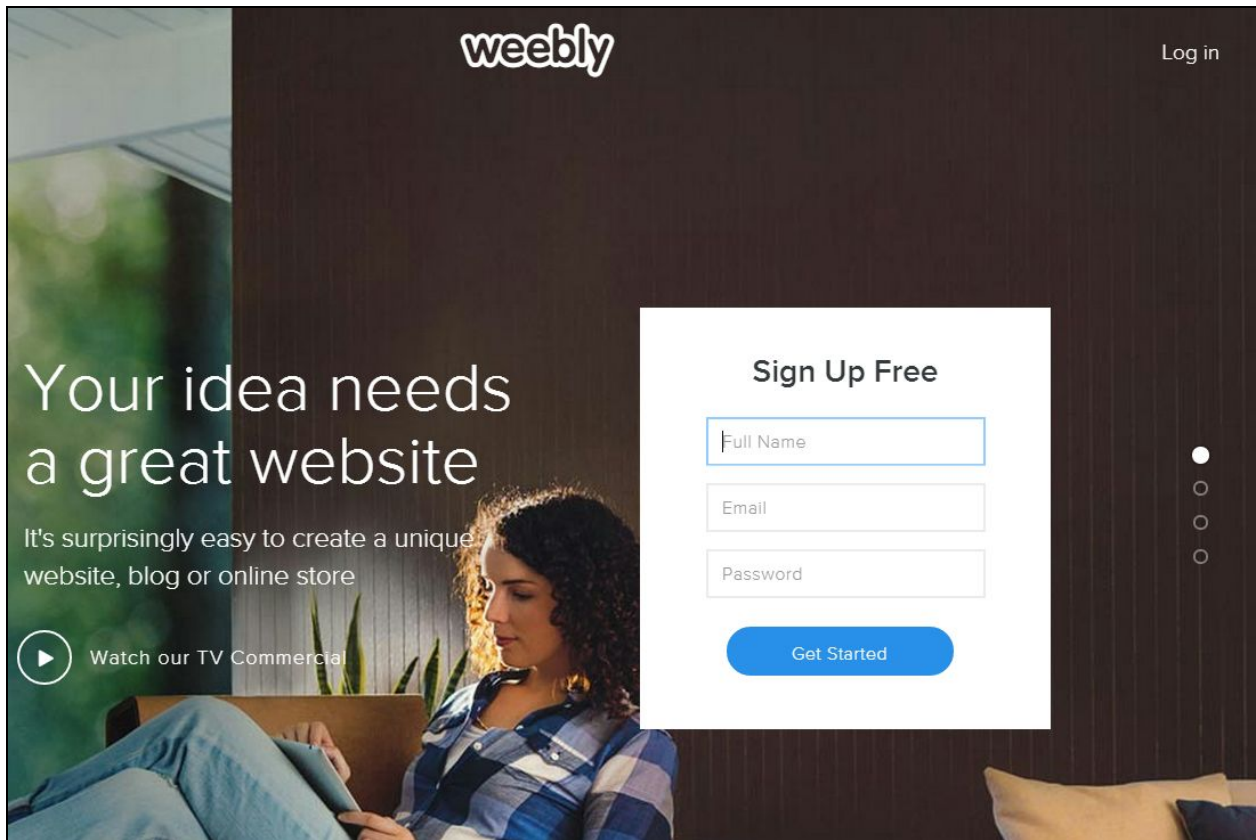 weebly
Log in
Your idea needs
a great website
It's surprisingly easy to create a unique
website, blog or online store
Watch our TV Commercial
Sign Up Free
Full Name
Email
Password
Get Started